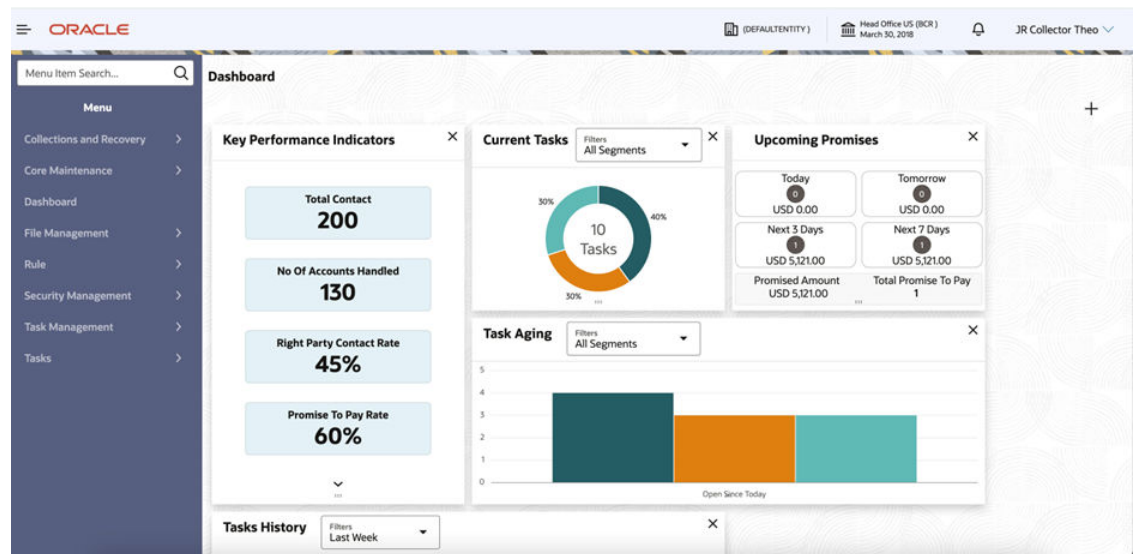 ORACLE
(DEFAULTENTITY)
Head Office US (BCR )
March 30, 2018
JR Collector Theo
Menu Item Search...
Menu
Collections and Recovery
Core Maintenance
Dashboard
File Management
Rule
Security Management
Task Management
Tasks
Dashboard
Key Performance Indicators
Total Contact
200
No Of Accounts Handled
130
Right Party Contact Rate
45%
Promise To Pay Rate
60%
Current Tasks
Filters
All Segments
30%
40%
10
Tasks
30%
Upcoming Promises
Today
0
USD 0.00
Tomorrow
0
USD 0.00
Next 3 Days
1
USD 5,121.00
Next 7 Days
1
USD 5,121.00
Promised Amount
USD 5,121.00
Total Promise To Pay
1
Task Aging
Filters
All Segments
5
4
3
2
1
0
Open Since Today
Tasks History
Filters
Last Week